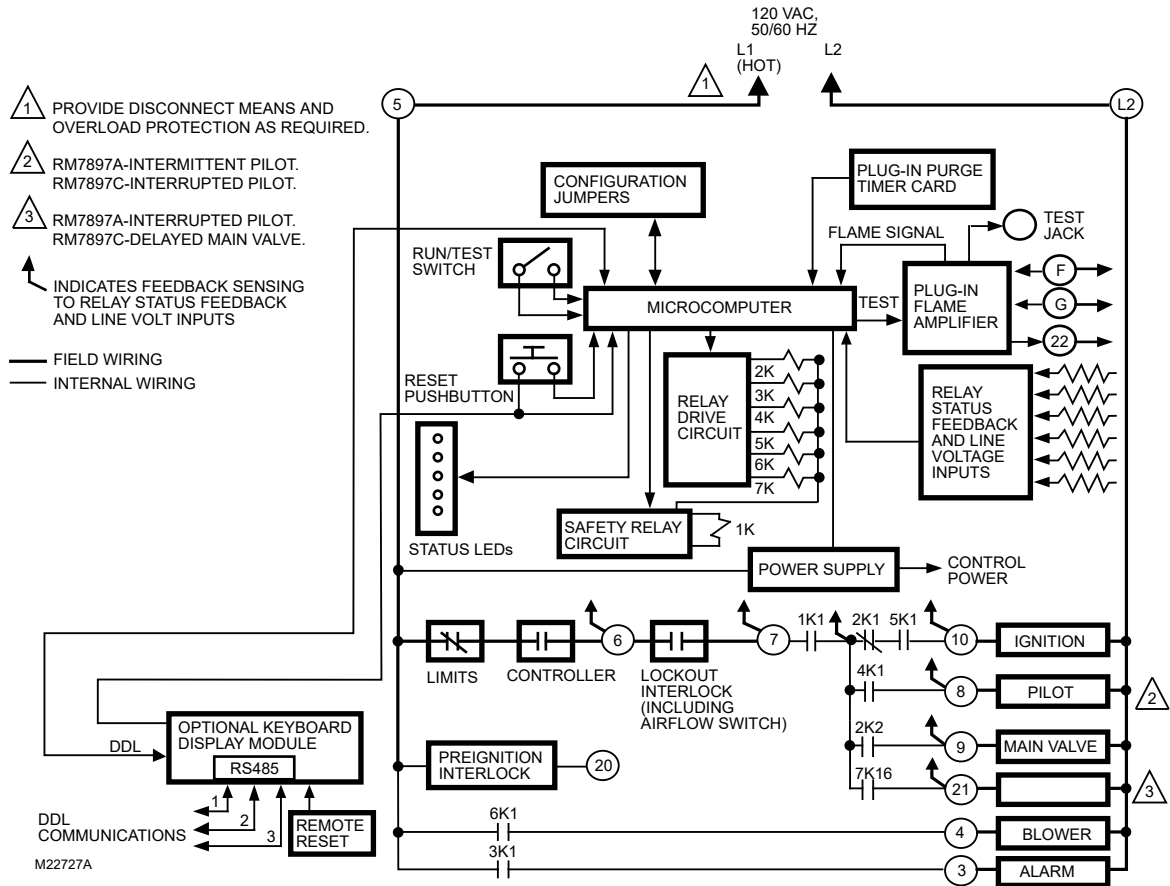 120 VAC,
50/60 HZ
L1
(HOT)
L2
1
5
L2
1 PROVIDE DISCONNECT MEANS AND
OVERLOAD PROTECTION AS REQUIRED.
2 RM7897A-INTERMITTENT PILOT.
RM7897C-INTERRUPTED PILOT.
3 RM7897A-INTERRUPTED PILOT.
RM7897C-DELAYED MAIN VALVE.
INDICATES FEEDBACK SENSING
TO RELAY STATUS FEEDBACK
AND LINE VOLT INPUTS
FIELD WIRING
INTERNAL WIRING
CONFIGURATION
JUMPERS
PLUG-IN PURGE
TIMER CARD
RUN/TEST
SWITCH
FLAME SIGNAL
TEST
JACK
MICROCOMPUTER
TEST
PLUG-IN
FLAME
AMPLIFIER
F
G
22
RESET
PUSHBUTTON
RELAY
DRIVE
CIRCUIT
2K
3K
4K
5K
6K
7K
RELAY
STATUS
FEEDBACK
AND LINE
VOLTAGE
INPUTS
STATUS LEDs
SAFETY RELAY
CIRCUIT
1K
POWER SUPPLY
CONTROL
POWER
LIMITS
CONTROLLER
6
LOCKOUT
INTERLOCK
(INCLUDING
AIRFLOW SWITCH)
7
1K1
2K1
5K1
10
IGNITION
4K1
8
PILOT
2
2K2
9
MAIN VALVE
7K16
21
3
PREIGNITION
INTERLOCK
20
6K1
4
BLOWER
3K1
3
ALARM
OPTIONAL KEYBOARD
DISPLAY MODULE
DDL
RS485
1
2
3
DDL
COMMUNICATIONS
REMOTE
RESET
M22727A